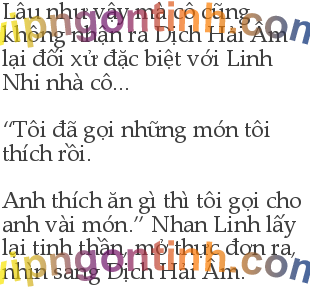 Lâu như vậy mà cô cũng
không nhận ra Dịch Hải Âm
lại đối xử đặc biệt với Linh
Nhi nhà cô...
“Tôi đã gọi những món tôi
thích rồi.
Anh thích ăn gì thì tôi gọi cho
anh vài món.” Nhan Linh lấy
lại tinh thần, mở thực đơn ra,
nhìn sang Dịch Hải Âm.